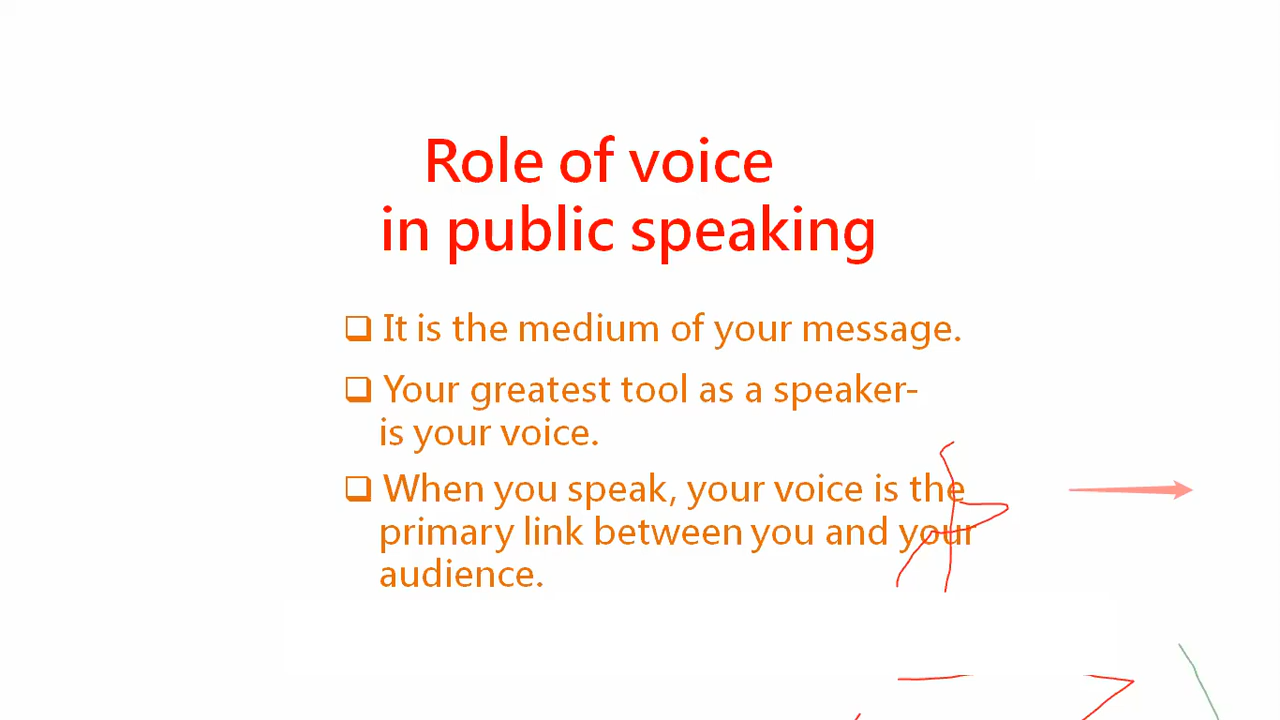 Role of voice
in public speaking
❑ It is the medium of your message.
❑ Your greatest tool as a speaker-
is your voice.
❑ When you speak, your voice is the
primary link between you and your
audience.